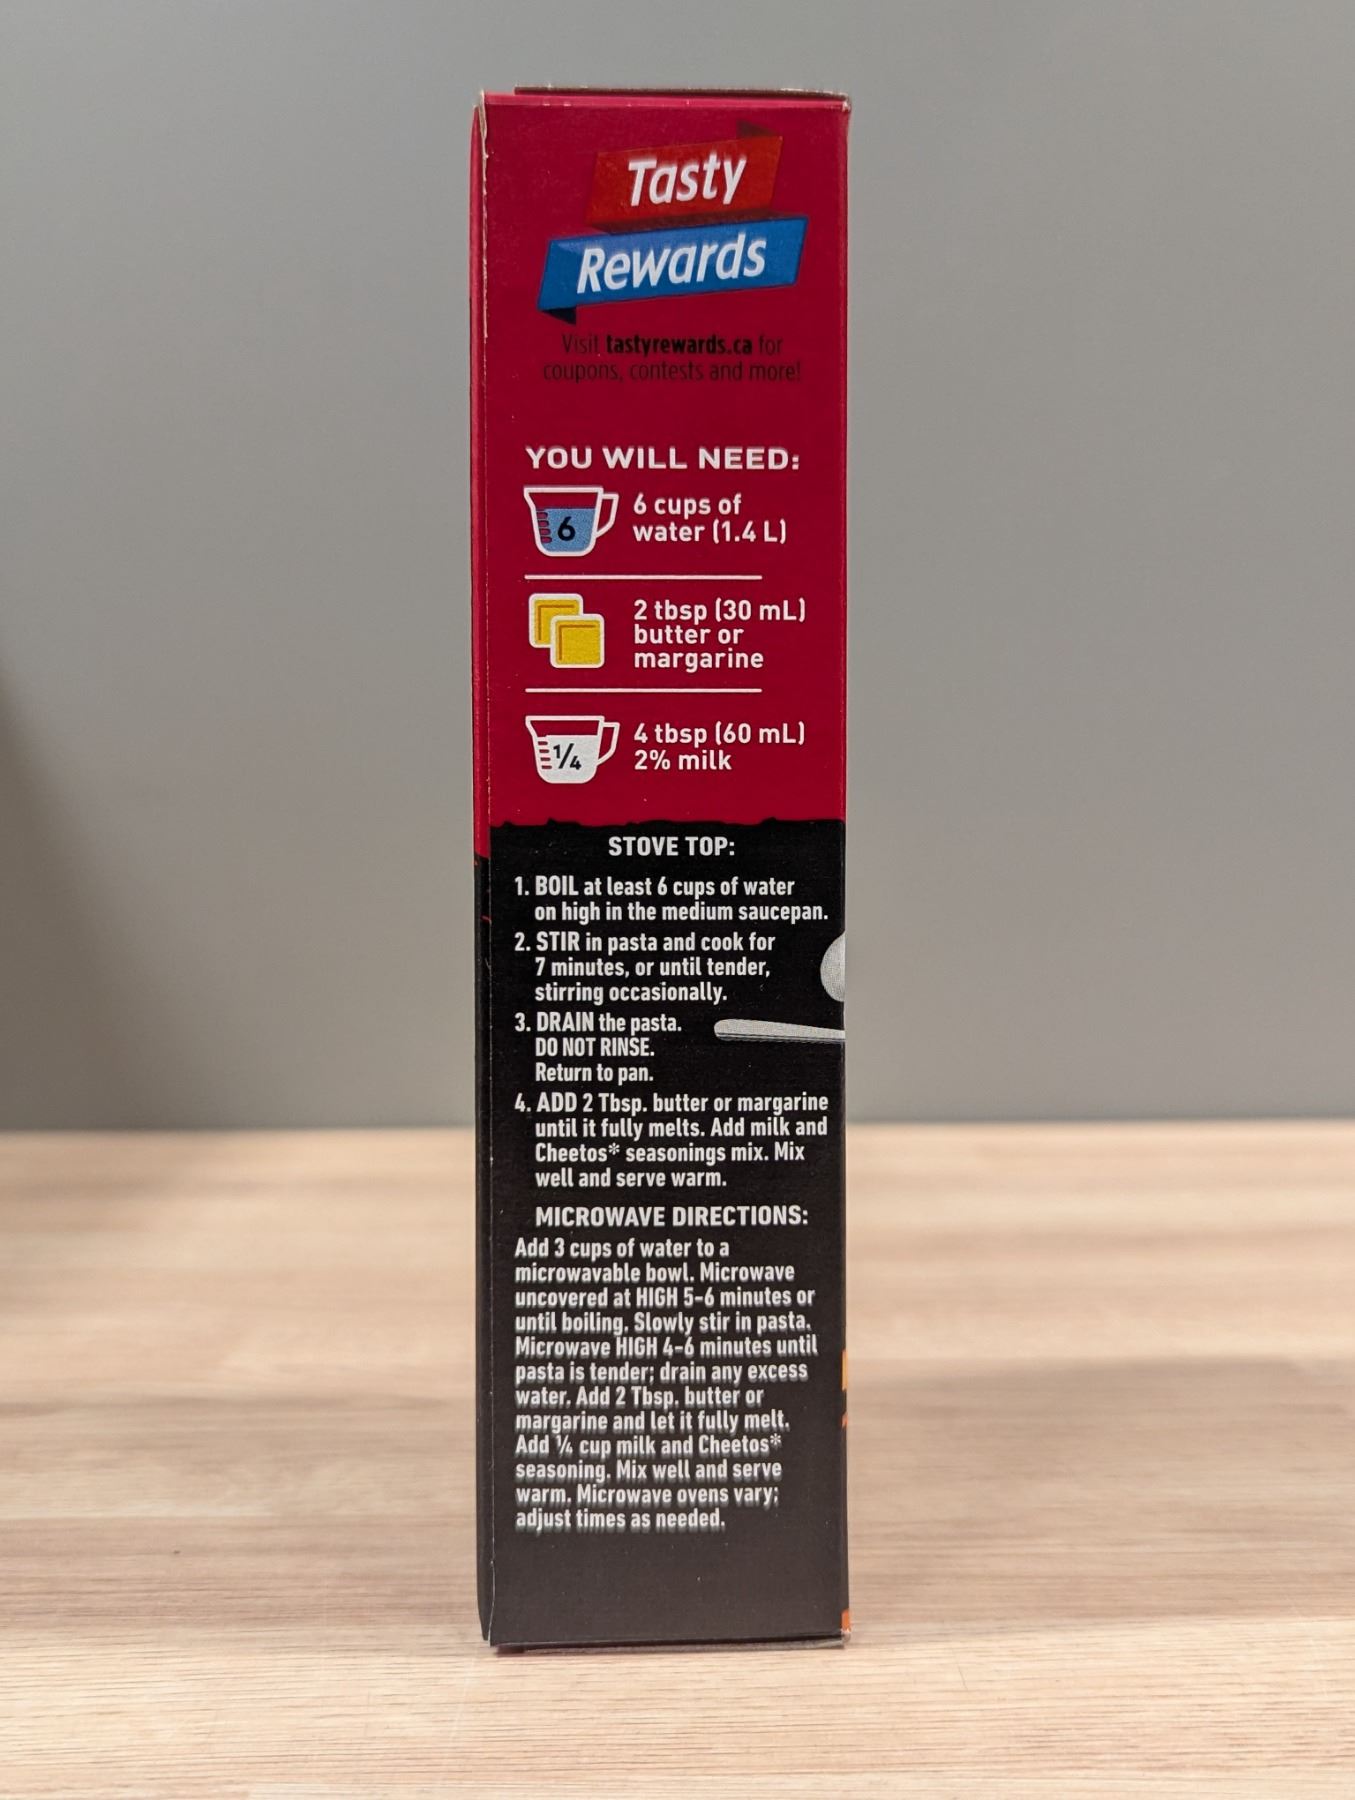 Tasty
Rewards
Visit tastyrewards.ca for
coupons, contests and more!
YOU WILL NEED:
6
6 cups of
water (1.4 L)
2 tbsp (30 mL)
butter or
margarine
1/4
4 tbsp (60 mL)
2% milk
STOVE TOP:
1. BOIL at least 6 cups of water
on high in the medium saucepan.
2. STIR in pasta and cook for
7 minutes, or until tender,
stirring occasionally.
3. DRAIN the pasta.
DO NOT RINSE.
Return to pan.
4. ADD 2 Tbsp. butter or margarine
until it fully melts. Add milk and
Cheetos* seasonings mix. Mix
well and serve warm.
MICROWAVE DIRECTIONS:
Add 3 cups of water to a
microwavable bowl. Microwave
uncovered at HIGH 5-6 minutes or
until boiling. Slowly stir in pasta.
Microwave HIGH 4-6 minutes until
pasta is tender; drain any excess
water. Add 2 Tbsp. butter or
margarine and let it fully melt.
Add ¼ cup milk and Cheetos*
seasoning. Mix well and serve
warm. Microwave ovens vary;
adjust times as needed.